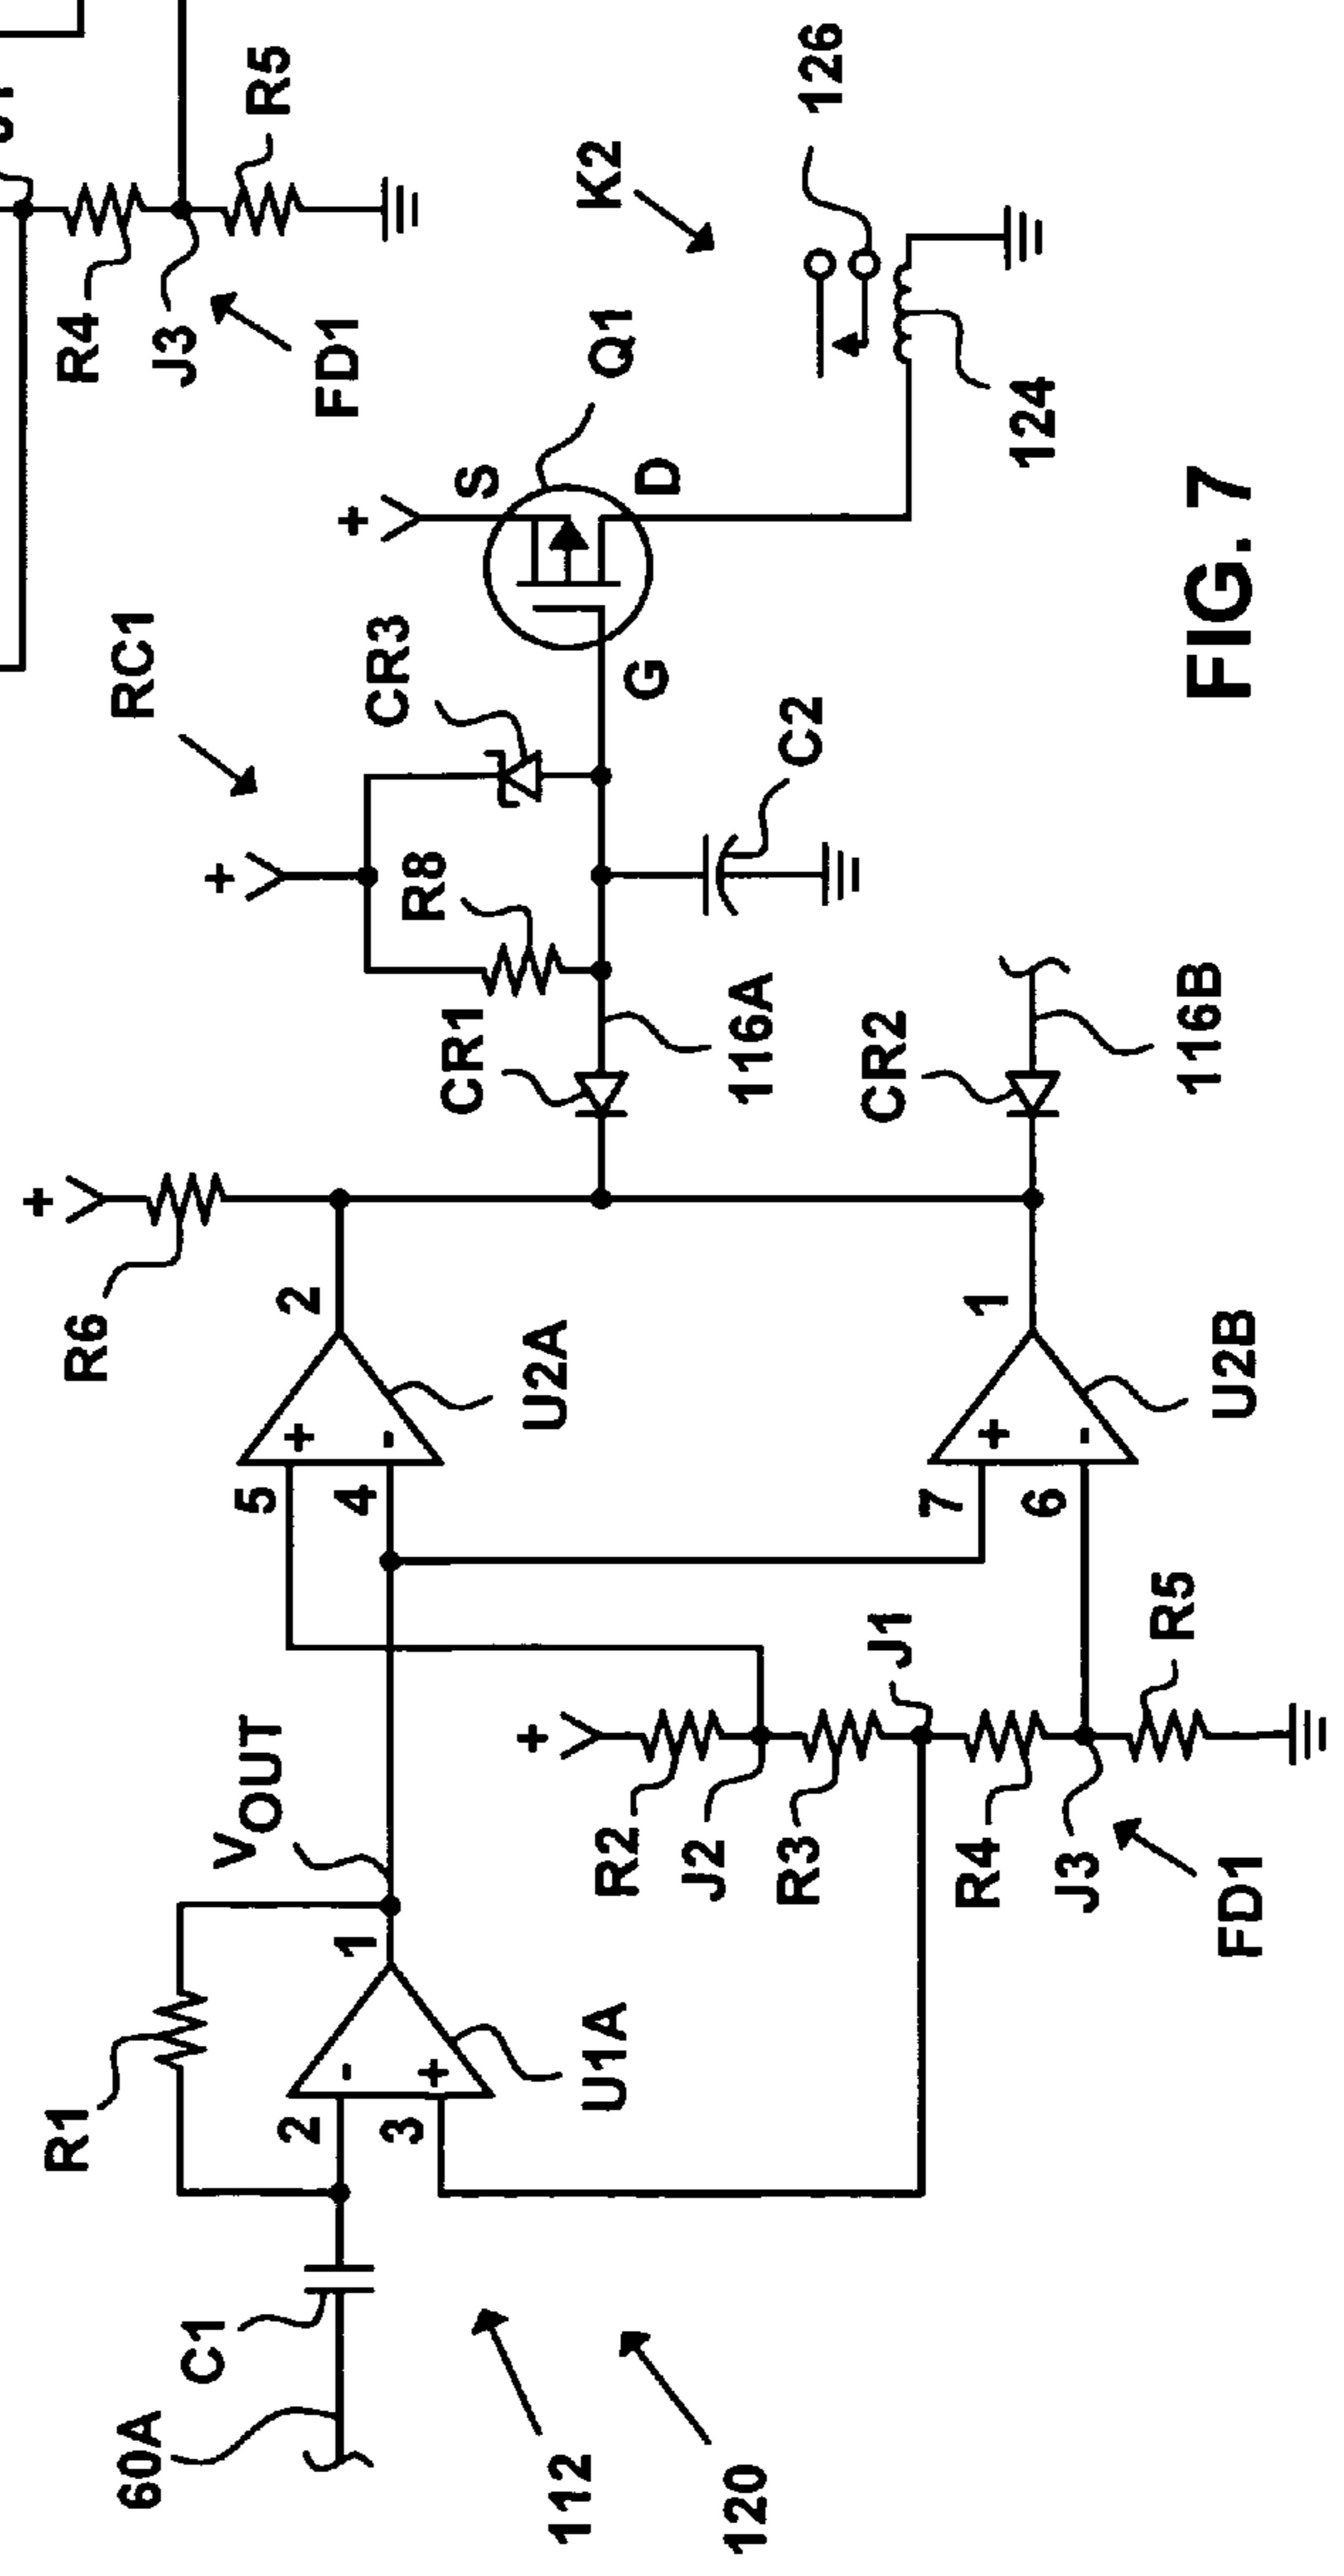 R4
J3
FD1
R5
RC1
CR3
+
S
Q1
K2
126
D
G
124
+
R8
C2
CR1
116A
CR2
116B
+
R6
2
U2A
+
-
5
4
1
U2B
+
-
7
6
VOUT
R1
1
U1A
-
+
2
3
C1
60A
+
R2
J2
R3
J1
R4
J3
R5
FD1
112
120
FIG. 7